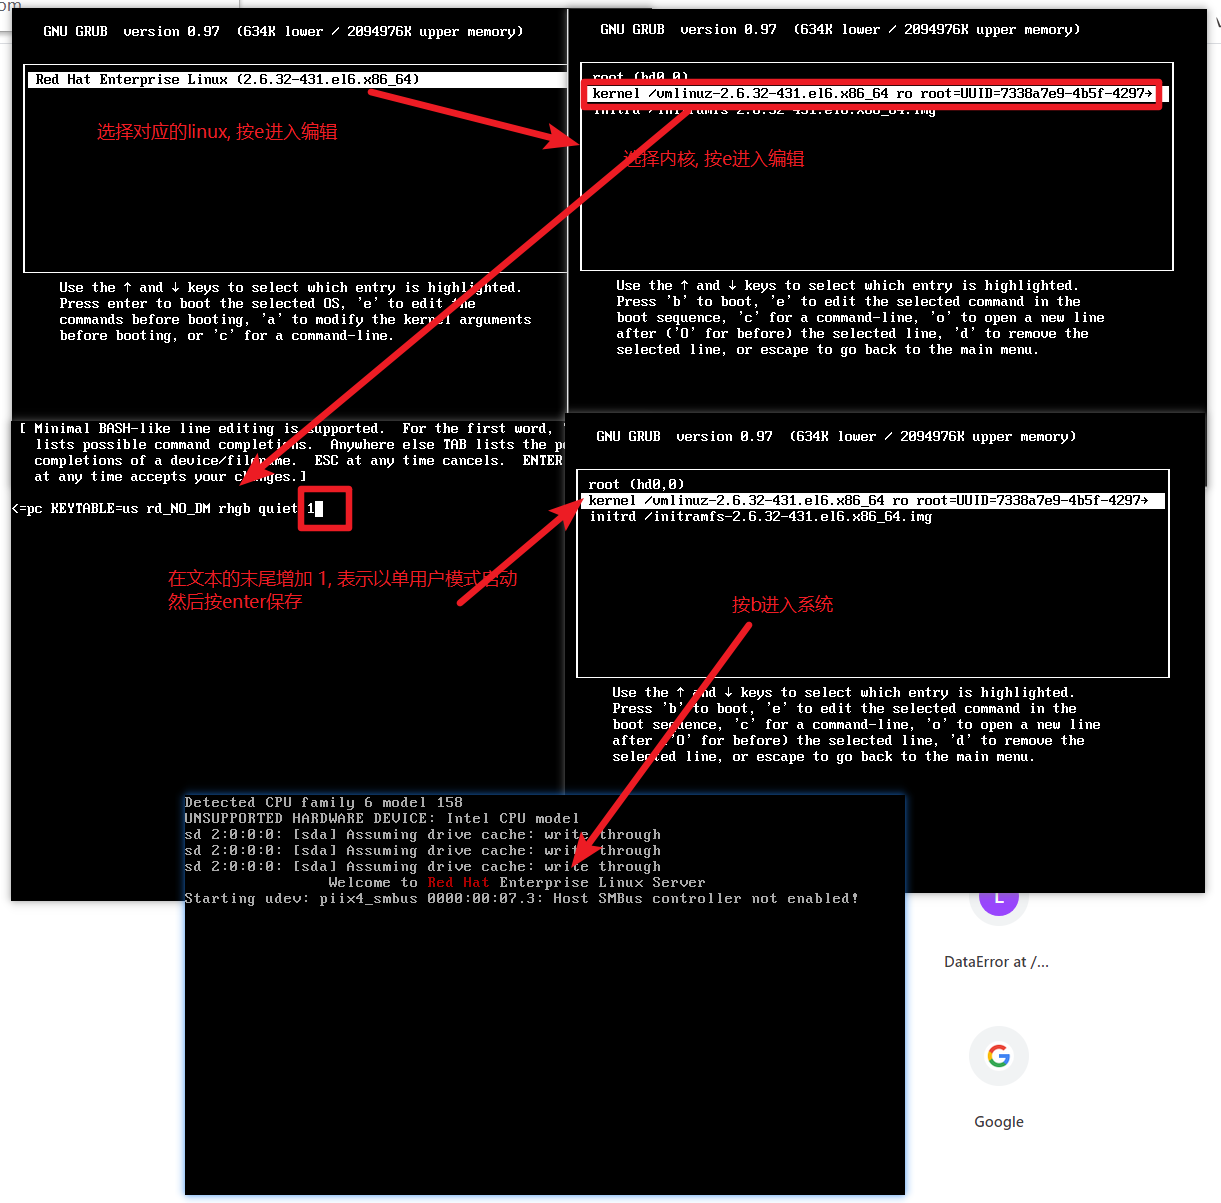 om
GNU GRUB version 0.97 (634K lower / 2094976K upper memory)
Red Hat Enterprise Linux (2.6.32-431.el6.x86_64)
选择对应的linux, 按e进入编辑
Use the ↑ and ↓ keys to select which entry is highlighted.
Press enter to boot the selected OS, 'e' to edit the
commands before booting, 'a' to modify the kernel arguments
before booting, or 'c' for a command-line.
GNU GRUB version 0.97 (634K lower / 2094976K upper memory)
root (hd0,0)
kernel /vmlinuz-2.6.32-431.el6.x86_64 ro root=UUID=7338a7e9-4b5f-4297→
initrd /initramfs-2.6.32-431.el6.x86_64.img
选择内核, 按e进入编辑
Use the ↑ and ↓ keys to select which entry is highlighted.
Press 'b' to boot, 'e' to edit the selected command in the
boot sequence, 'c' for a command-line, 'o' to open a new line
after ('O' for before) the selected line, 'd' to remove the
selected line, or escape to go back to the main menu.
[ Minimal BASH-like line editing is supported. For the first word,
lists possible command completions. Anywhere else TAB lists the
completions of a device/filename. ESC at any time cancels. ENTER
at any time accepts your changes.]
<=pc KEYTABLE=us rd_NO_DM rhgb quiet 1
在文本的末尾增加 1, 表示以单用户模式启动
然后按enter保存
GNU GRUB version 0.97 (634K lower / 2094976K upper memory)
root (hd0,0)
kernel /vmlinuz-2.6.32-431.el6.x86_64 ro root=UUID=7338a7e9-4b5f-4297→
initrd /initramfs-2.6.32-431.el6.x86_64.img
按b进入系统
Use the ↑ and ↓ keys to select which entry is highlighted.
Press 'b' to boot, 'e' to edit the selected command in the
boot sequence, 'c' for a command-line, 'o' to open a new line
after ('O' for before) the selected line, 'd' to remove the
selected line, or escape to go back to the main menu.
Detected CPU family 6 model 158
UNSUPPORTED HARDWARE DEVICE: Intel CPU model
sd 2:0:0:0: [sda] Assuming drive cache: write through
sd 2:0:0:0: [sda] Assuming drive cache: write through
sd 2:0:0:0: [sda] Assuming drive cache: write through
Welcome to Red Hat Enterprise Linux Server
Starting udev: piix4_smbus 0000:00:07.3: Host SMBus controller not enabled!
L
DataError at /...
G
Google